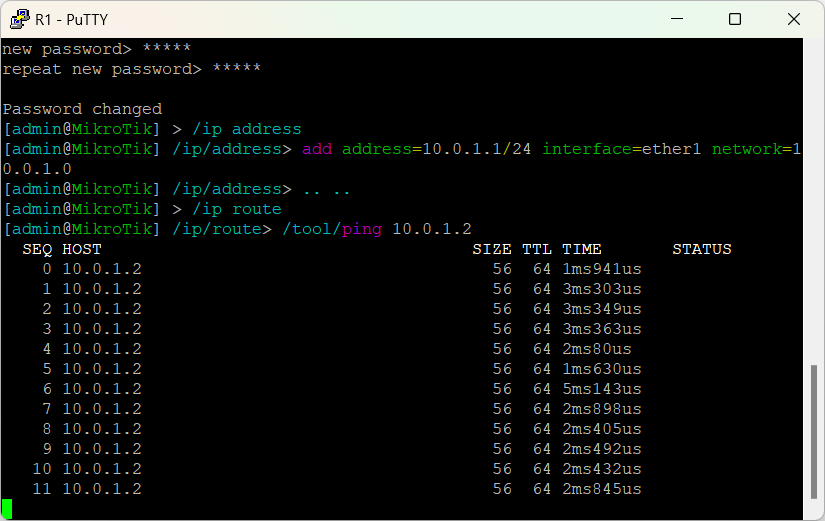 R1 - PuTTY
new password> *****
repeat new password> *****
Password changed
[admin@MikroTik] > /ip address
[admin@MikroTik] /ip/address> add address=10.0.1.1/24 interface=ether1 network=1
0.0.1.0
[admin@MikroTik] /ip/address> .. ..
[admin@MikroTik] > /ip route
[admin@MikroTik] /ip/route> /tool/ping 10.0.1.2
SEQ HOST SIZE TTL TIME STATUS
0 10.0.1.2 56 64 1ms941us
1 10.0.1.2 56 64 3ms303us
2 10.0.1.2 56 64 3ms349us
3 10.0.1.2 56 64 3ms363us
4 10.0.1.2 56 64 2ms80us
5 10.0.1.2 56 64 1ms630us
6 10.0.1.2 56 64 5ms143us
7 10.0.1.2 56 64 2ms898us
8 10.0.1.2 56 64 2ms405us
9 10.0.1.2 56 64 2ms492us
10 10.0.1.2 56 64 2ms432us
11 10.0.1.2 56 64 2ms845us